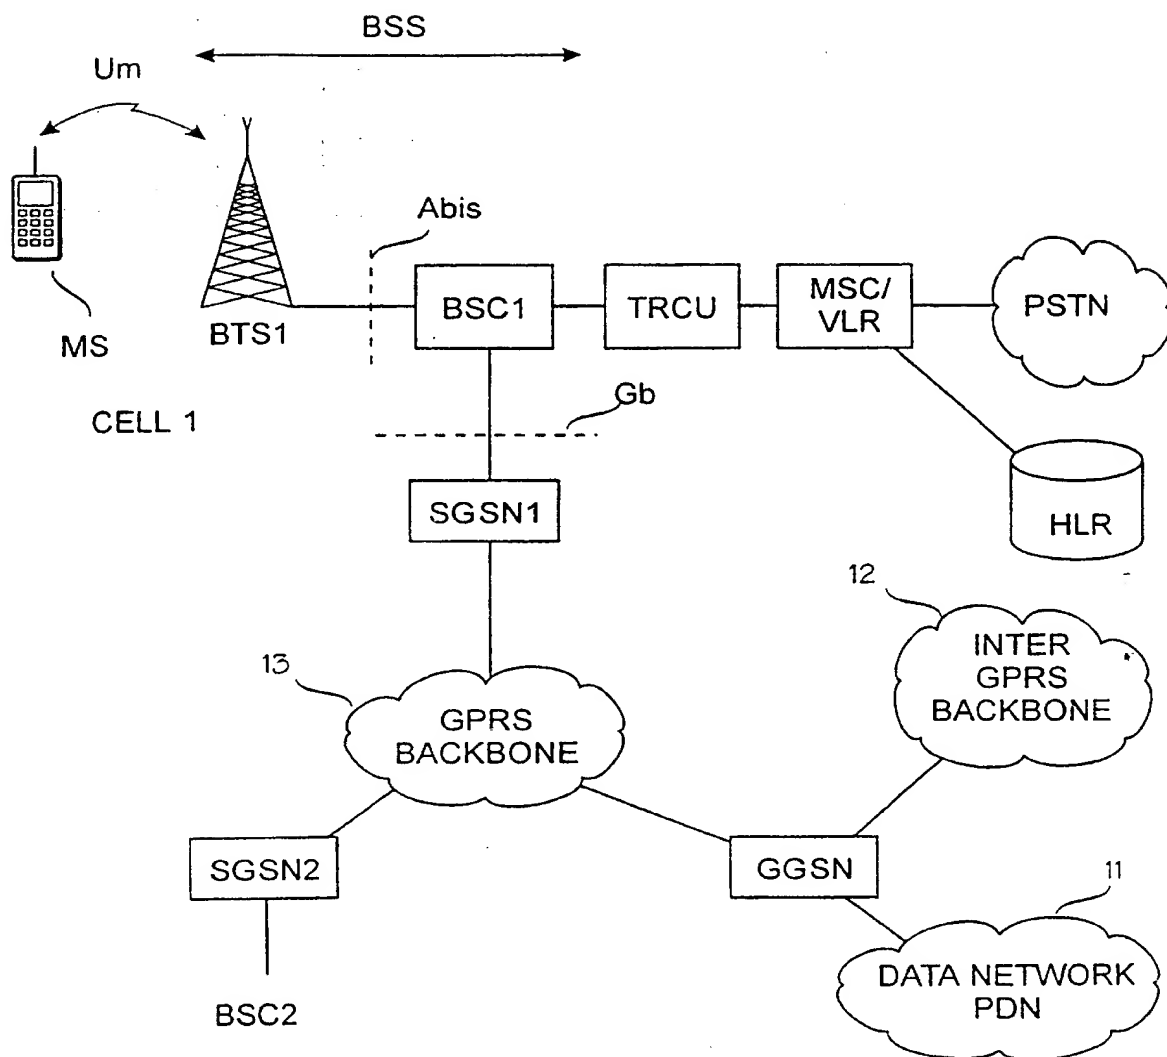 BSS
Um
Abis
BSC1
TRCU
MSC/
VLR
PSTN
BTS1
MS
CELL 1
Gb
SGSN1
HLR
12
INTER
GPRS
BACKBONE
13
GPRS
BACKBONE
SGSN2
GGSN
11
DATA NETWORK
PDN
BSC2